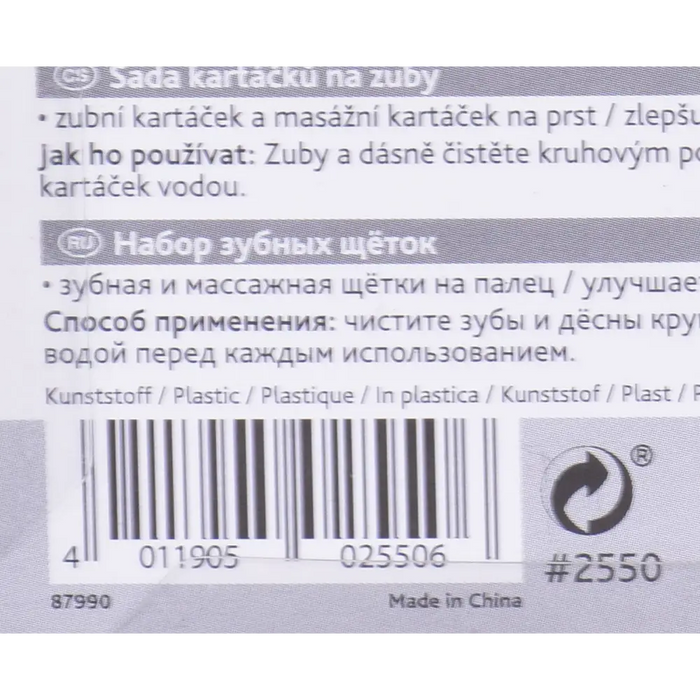 CS Sada kartáčků na zuby
• zubní kartáček a masážní kartáček na prst / zlepšu
Jak ho používat: Zuby a dásně čistěte kruhovým po
kartáček vodou.
RU Набор зубных щёток
• зубная и массажная щётки на палец / улучшае
Способ применения: чистите зубы и дёсны кру
водой перед каждым использованием.
Kunststoff / Plastic / Plastique / In plastica / Kunststof / Plast / P
®
4 011905 025506
#2550
87990 Made in China